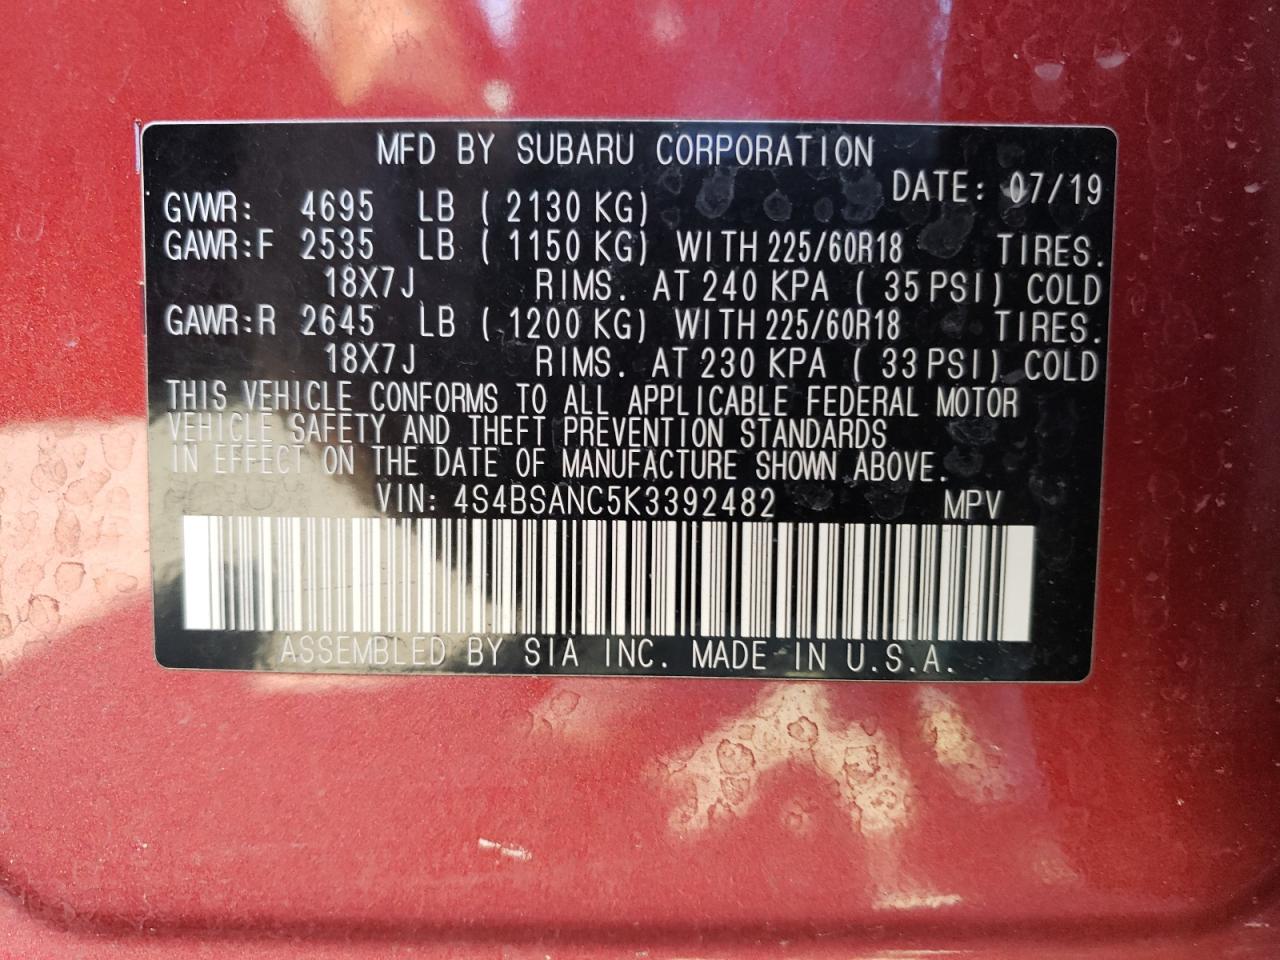 MFD BY SUBARU CORPORATION
DATE: 07/19
GVWR: 4695 LB ( 2130 KG)
GAWR:F 2535 LB ( 1150 KG) WITH 225/60R18 TIRES.
18X7J RIMS. AT 240 KPA ( 35 PSI) COLD
GAWR:R 2645 LB ( 1200 KG) WITH 225/60R18 TIRES.
18X7J RIMS. AT 230 KPA ( 33 PSI) COLD
THIS VEHICLE CONFORMS TO ALL APPLICABLE FEDERAL MOTOR
VEHICLE SAFETY AND THEFT PREVENTION STANDARDS
IN EFFECT ON THE DATE OF MANUFACTURE SHOWN ABOVE.
VIN: 4S4BSANC5K3392482 MPV
ASSEMBLED BY SIA INC. MADE IN U.S.A.